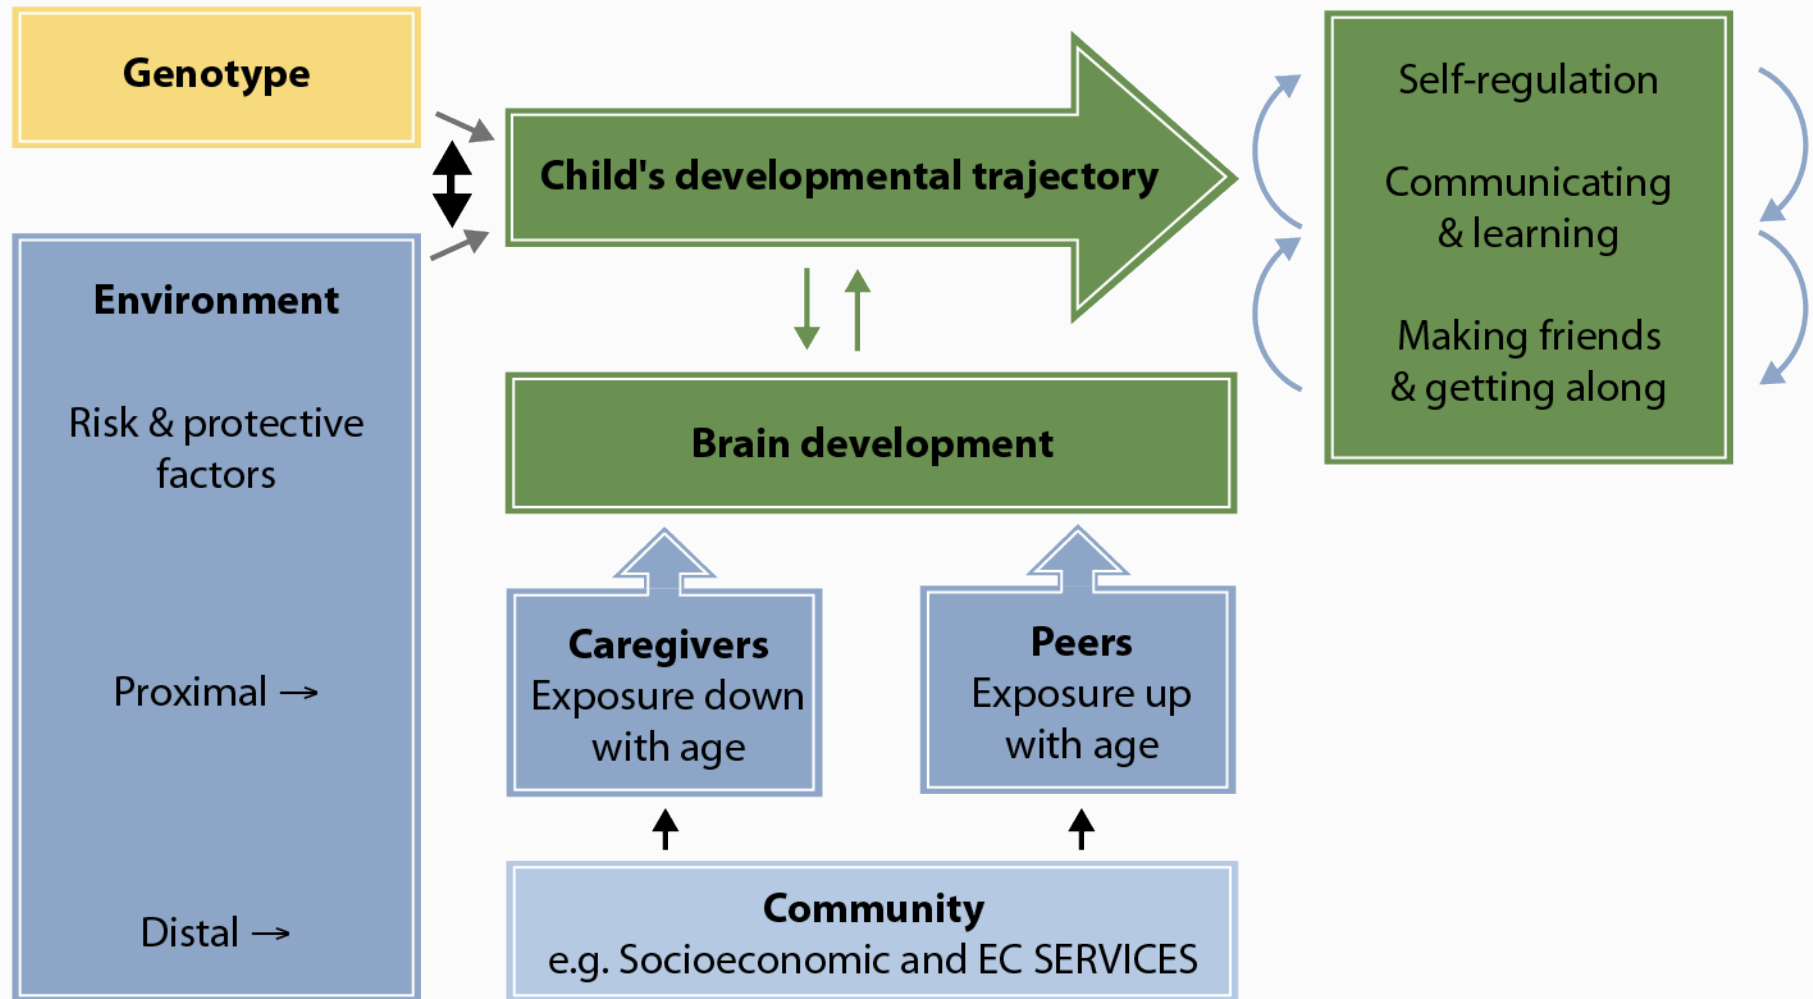 Genotype
Environment
Risk & protective
factors
Proximal →
Distal →
Child's developmental trajectory
Brain development
Caregivers
Exposure down
with age
Peers
Exposure up
with age
Community
e.g. Socioeconomic and EC SERVICES
Self-regulation
Communicating
& learning
Making friends
& getting along